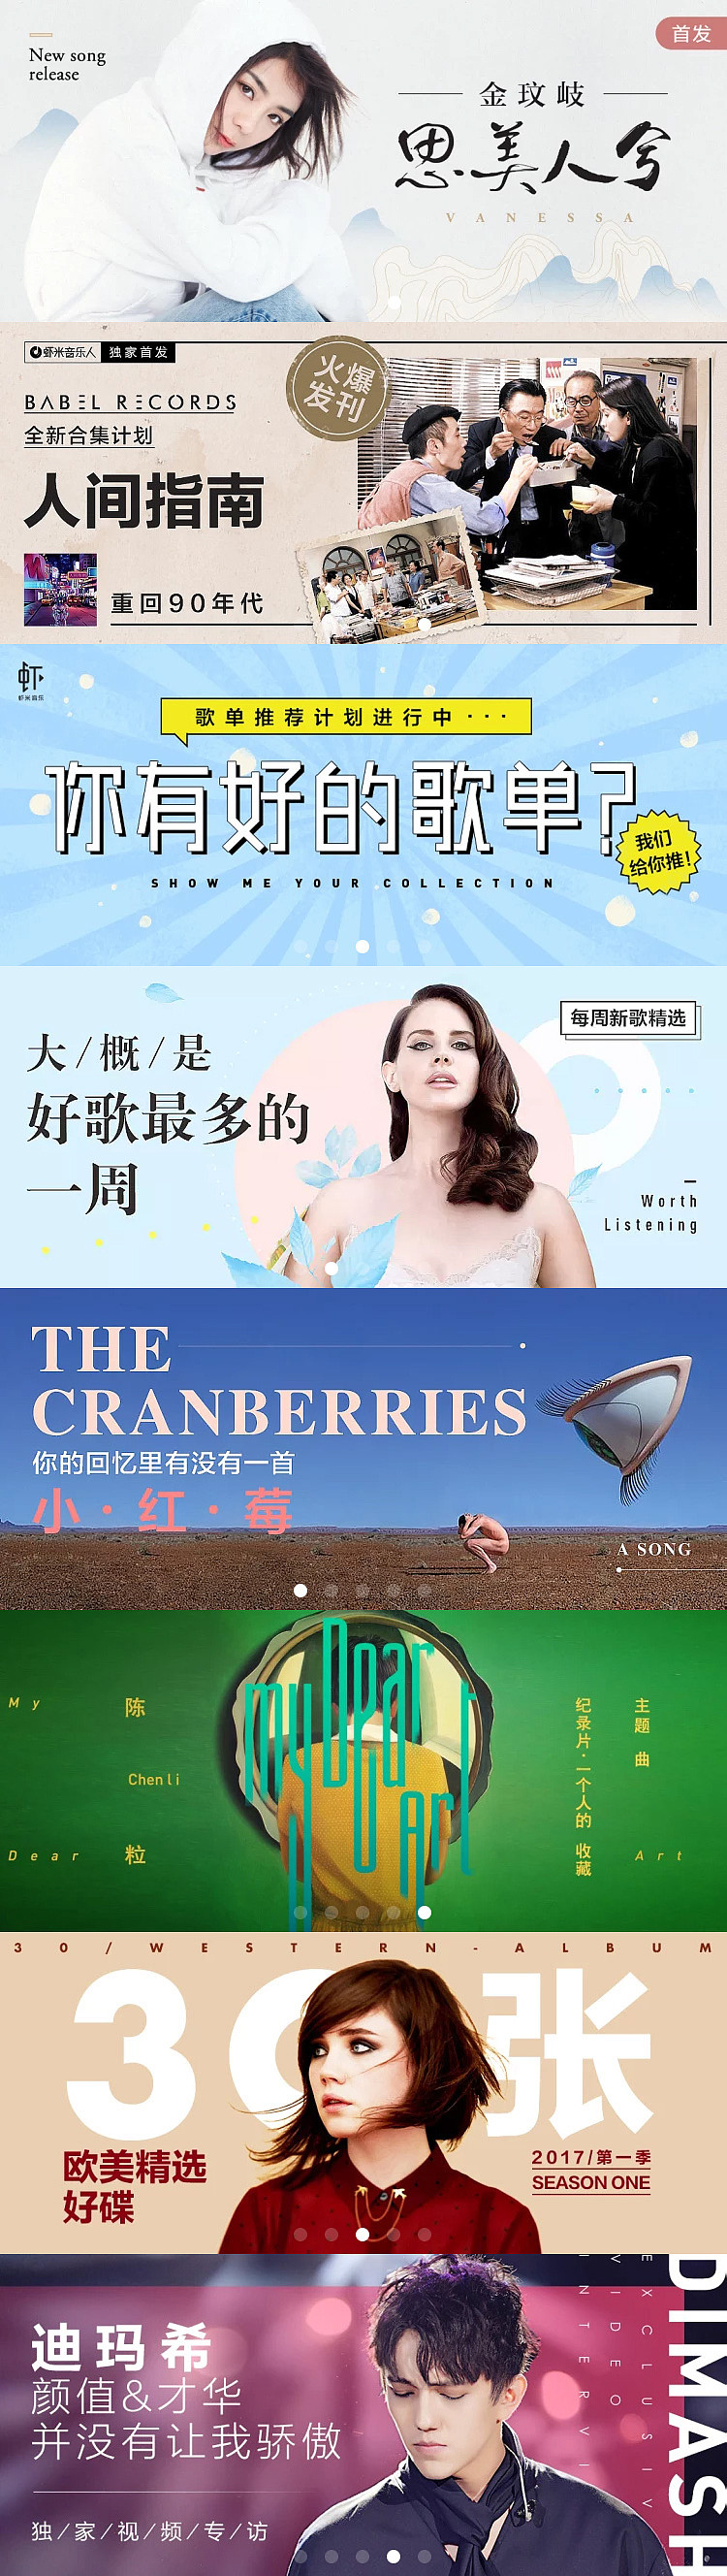 New song
release
首发
金玟岐
思美人兮
VANESSA
虾米音乐人 独家首发
BABEL RECORDS
全新合集计划
人间指南
重回90年代
火爆
发刊
虾米音乐
歌单推荐计划进行中···
你有好的歌单?
我们
给你推!
SHOW ME YOUR COLLECTION
每周新歌精选
大/概/是
好歌最多的
一周
Worth
Listening
THE
CRANBERRIES
你的回忆里有没有一首
小·红·莓
A SONG
My
陈
Chenli
Dear
粒
my Dear Art
主题曲
纪录片·一个人的收藏
Art
30/WESTERN-ALBUM
30张
欧美精选
好碟
2017/第一季
SEASON ONE
迪玛希
颜值&才华
并没有让我骄傲
独/家/视/频/专/访
DIMASH
EXCLUSIV
VIDEO
INTERVI